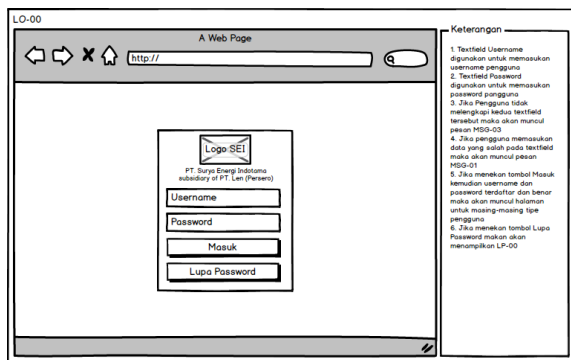 LO-00
A Web Page
http://
Logo SEI
PT. Surya Energi Indotama
subsidiary of PT. Len (Persero)
Username
Password
Masuk
Lupa Password
Keterangan
1. Textfield Username
digunakan untuk memasukan
username pengguna
2. Textfield Password
digunakan untuk memasukan
password pangguna
3. Jika Pengguna tidak
melengkapi kedua textfield
tersebut maka akan muncul
pesan MSG-03
4. Jika pengguna memasukan
data yang salah pada textfield
maka akan muncul pesan
MSG-01
5. Jika menekan tombol Masuk
kemudian username dan
password terdaftar dan benar
maka akan muncul halaman
untuk masing-masing tipe
pengguna
6. Jika menekan tombol Lupa
Password makan akan
menampilkan LP-00